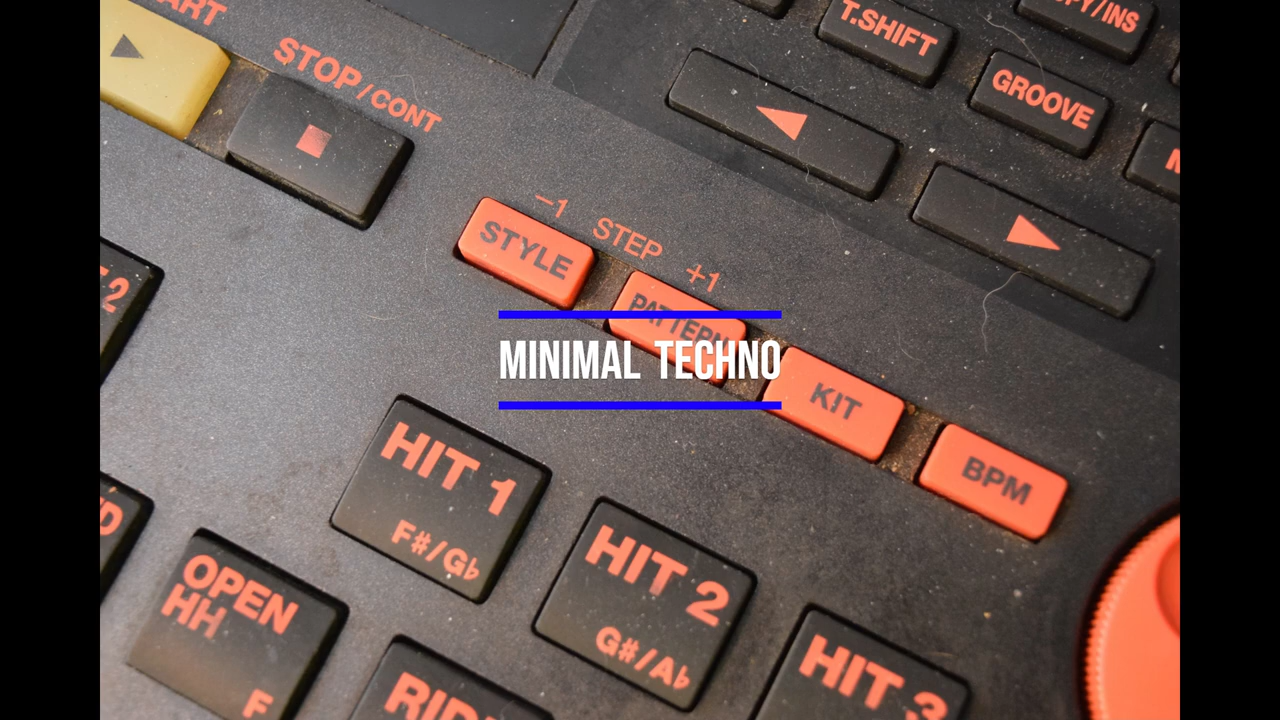 T.SHIFT
GROOVE
STOP/CONT
-1 STEP +1
STYLE
PATTERN
KIT
BPM
MINIMAL TECHNO
HIT 1
F#/G♭
HIT 2
G#/A♭
HIT 3
OPEN
HH
F